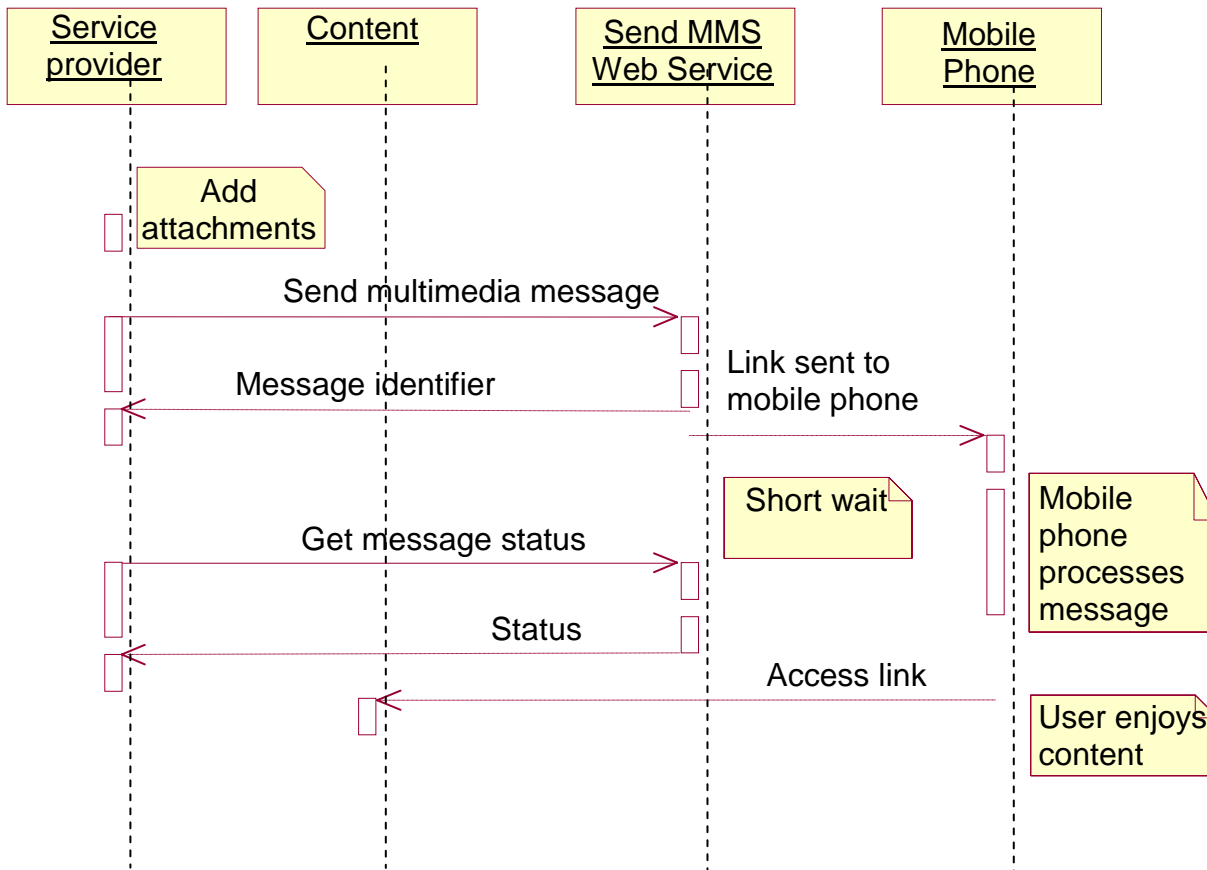 Service
provider
Content
Send MMS
Web Service
Mobile
Phone
Add
attachments
Send multimedia message
Message identifier
Link sent to
mobile phone
Short wait
Mobile
phone
processes
message
Get message status
Status
Access link
User enjoys
content